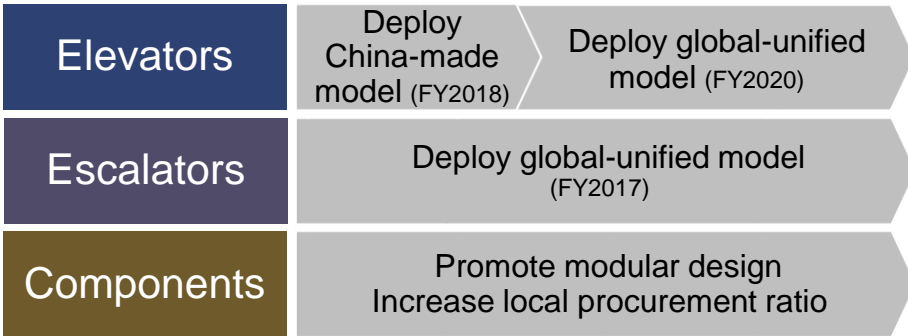 Elevators
Deploy
China-made
model (FY2018)
Deploy global-unified
model (FY2020)
Escalators
Deploy global-unified model
(FY2017)
Components
Promote modular design
Increase local procurement ratio